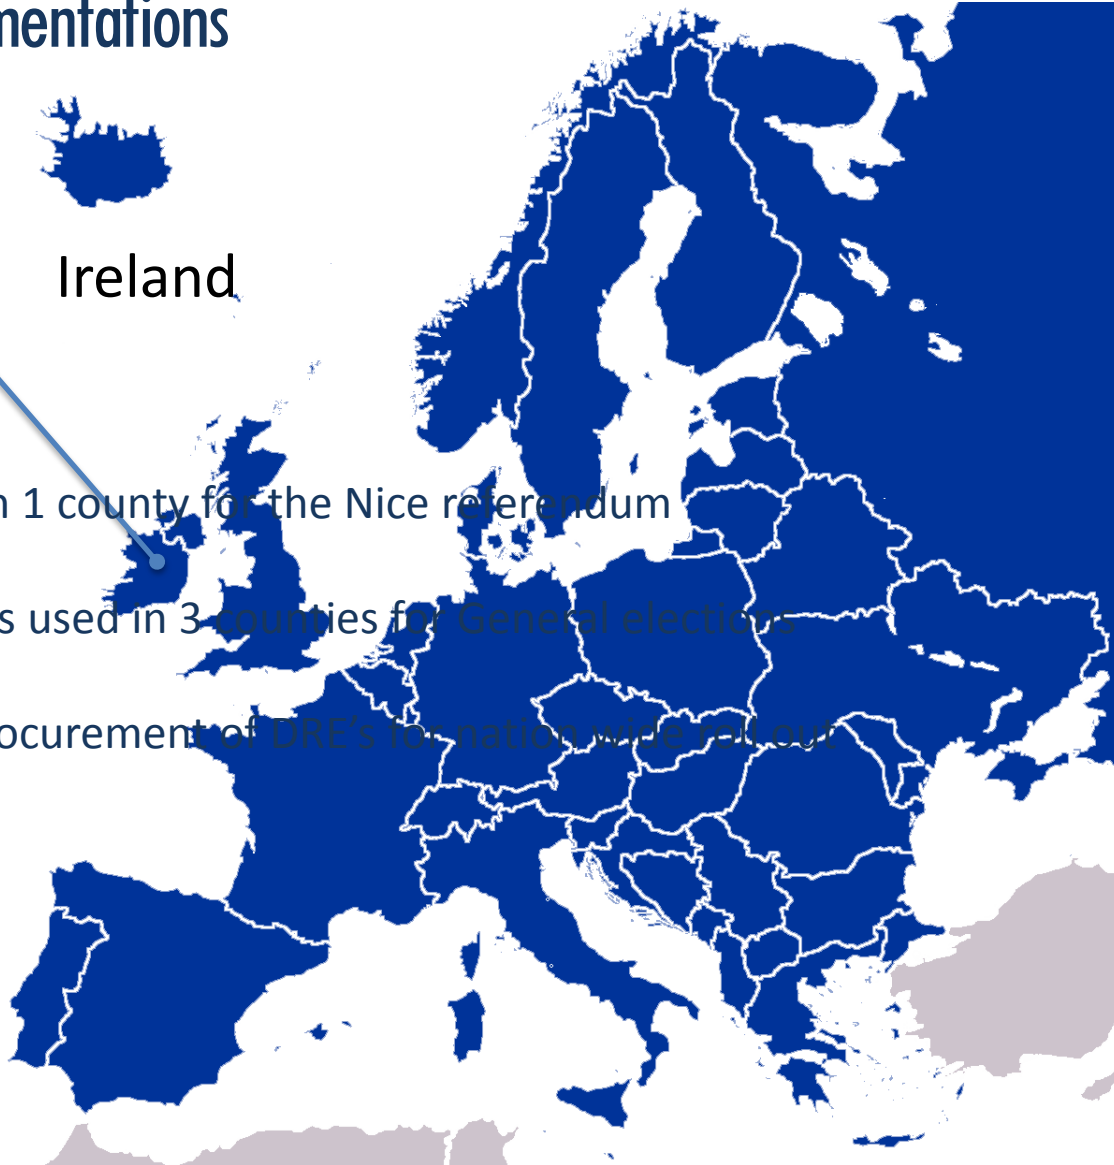 mentations
Ireland
n 1 county for the Nice referendum
s used in 3 counties for General elections
ocurement of DRE's for nation wide roll out